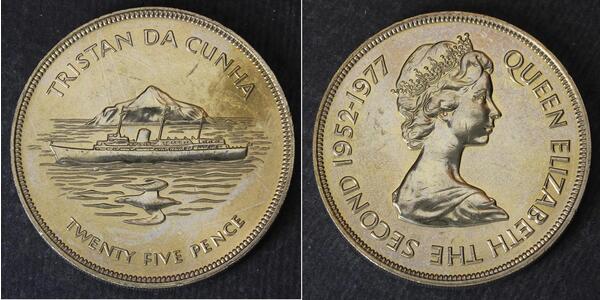 TRISTAN DA CUNHA
TWENTY FIVE PENCE
QUEEN ELIZABETH THE SECOND 1952-1977